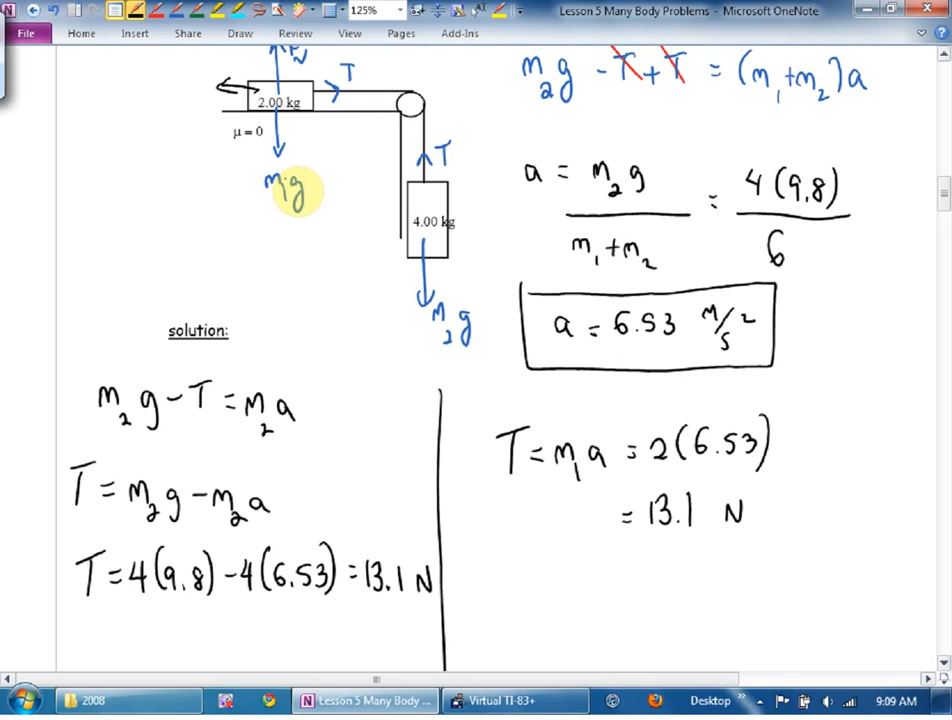 125%
Lesson 5 Many Body Problems - Microsoft OneNote
File Home Insert Share Draw Review View Pages Add-Ins
F_N
T
2.00 kg
μ = 0
m₁g
T
4.00 kg
m₂g
m₂g - T + T = (m₁+m₂)a
a = m₂g / m₁+m₂ = 4(9.8) / 6
a = 6.53 m/s²
solution:
m₂g - T = m₂a
T = m₂g - m₂a
T = 4(9.8) - 4(6.53) = 13.1 N
T = m₁a = 2(6.53)
= 13.1 N
2008
Lesson 5 Many Body ...
Virtual TI-83+
Desktop
9:09 AM